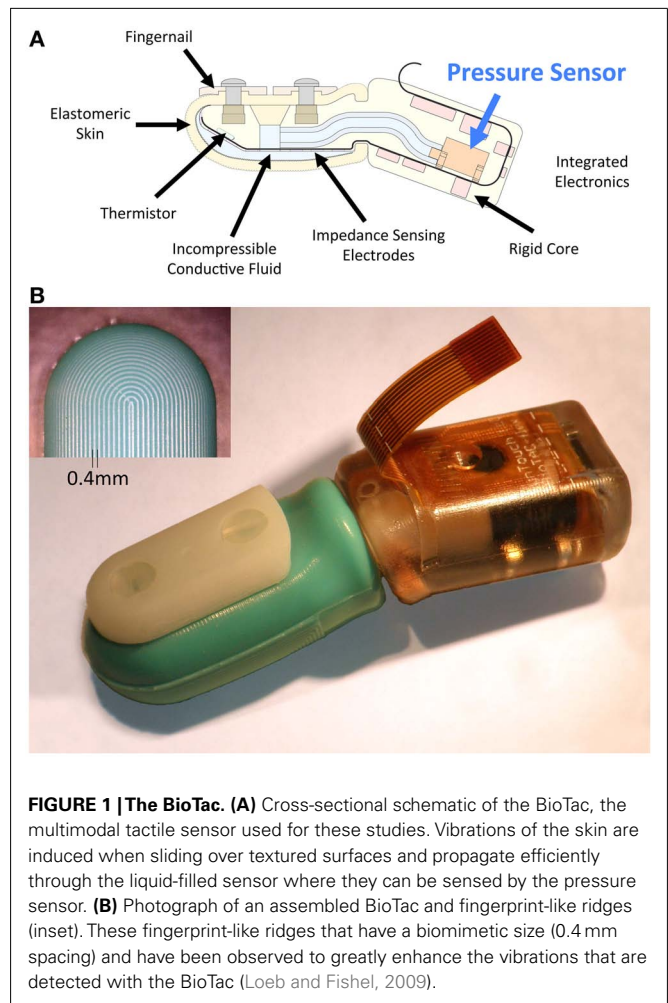 A
Fingernail
Pressure Sensor
Elastomeric
Skin
Integrated
Electronics
Thermistor
Incompressible
Conductive Fluid
Impedance Sensing
Electrodes
Rigid Core
B
0.4mm
FIGURE 1 | The BioTac. (A) Cross-sectional schematic of the BioTac, the
multimodal tactile sensor used for these studies. Vibrations of the skin are
induced when sliding over textured surfaces and propagate efficiently
through the liquid-filled sensor where they can be sensed by the pressure
sensor. (B) Photograph of an assembled BioTac and fingerprint-like ridges
(inset). These fingerprint-like ridges that have a biomimetic size (0.4 mm
spacing) and have been observed to greatly enhance the vibrations that are
detected with the BioTac (Loeb and Fishel, 2009).